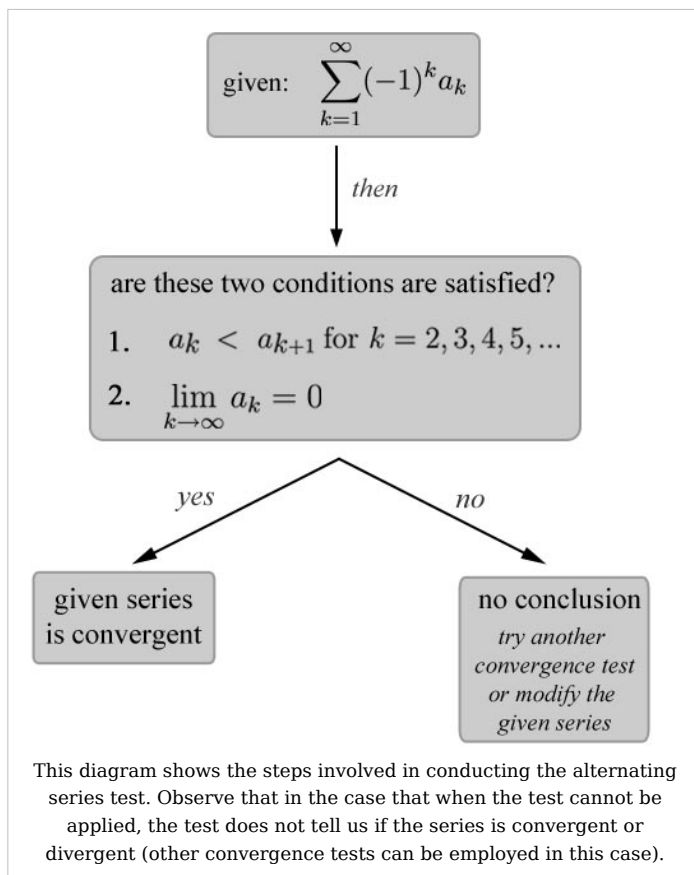 given: $\sum_{k=1}^{\infty} (-1)^k a_k$
then
are these two conditions are satisfied?
1. $a_k < a_{k+1}$ for $k = 2, 3, 4, 5, ...$
2. $\lim_{k \to \infty} a_k = 0$
yes
no
given series
is convergent
no conclusion
try another
convergence test
or modify the
given series
This diagram shows the steps involved in conducting the alternating
series test. Observe that in the case that when the test cannot be
applied, the test does not tell us if the series is convergent or
divergent (other convergence tests can be employed in this case).